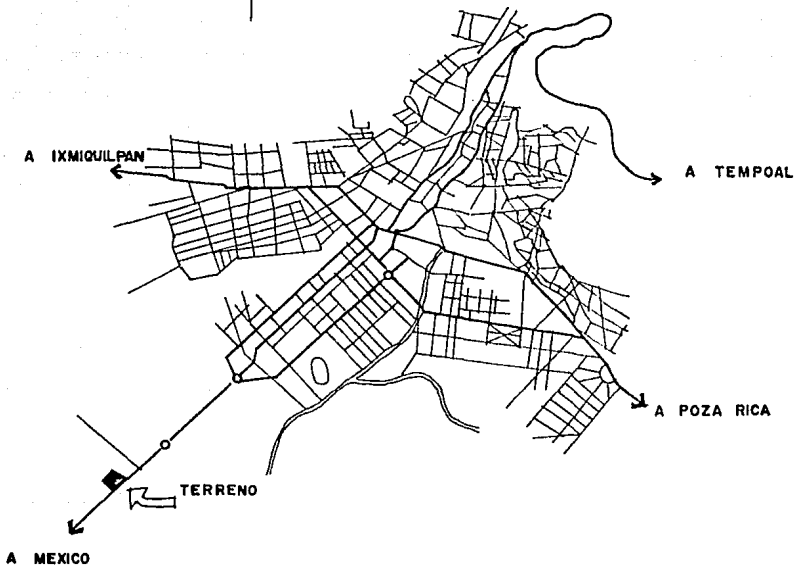 A IXMIQUILPAN
A TEMPOAL
A POZA RICA
TERRENO
A MEXICO